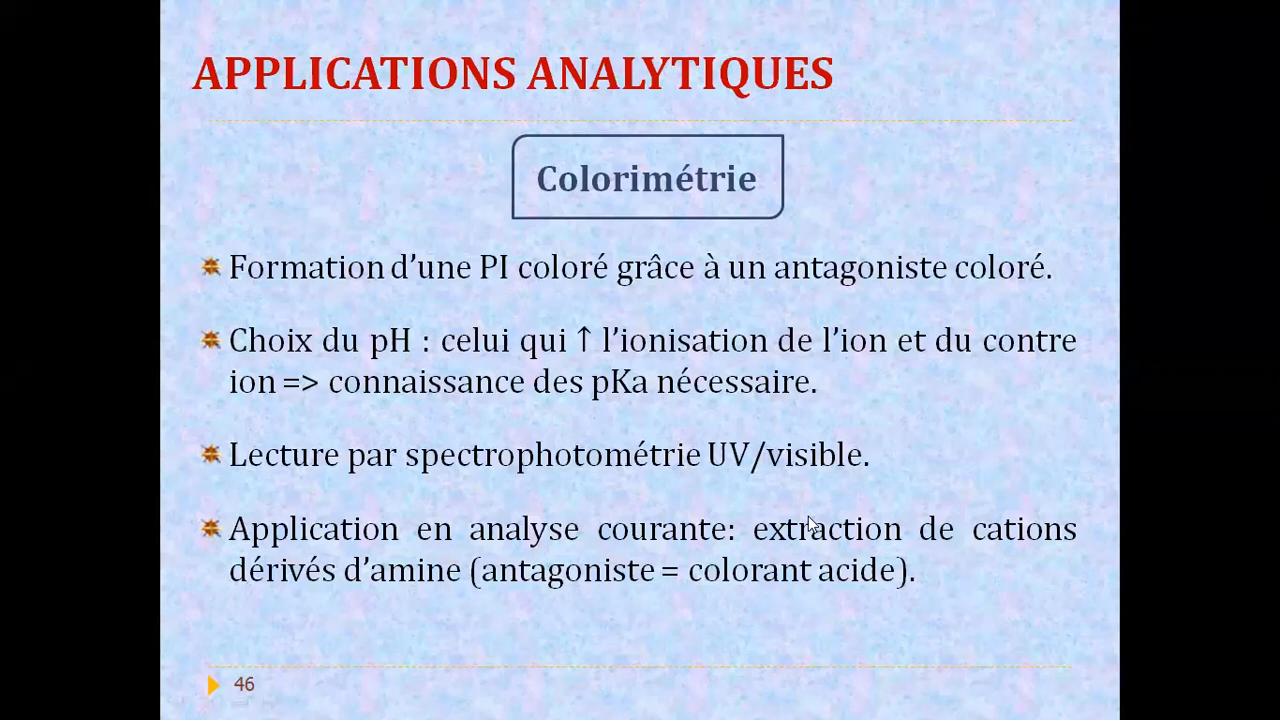 APPLICATIONS ANALYTIQUES
Colorimétrie
Formation d’une PI coloré grâce à un antagoniste coloré.
Choix du pH : celui qui ↑ l’ionisation de l’ion et du contre
ion => connaissance des pKa nécessaire.
Lecture par spectrophotométrie UV/visible.
Application en analyse courante: extraction de cations
dérivés d’amine (antagoniste = colorant acide).
46